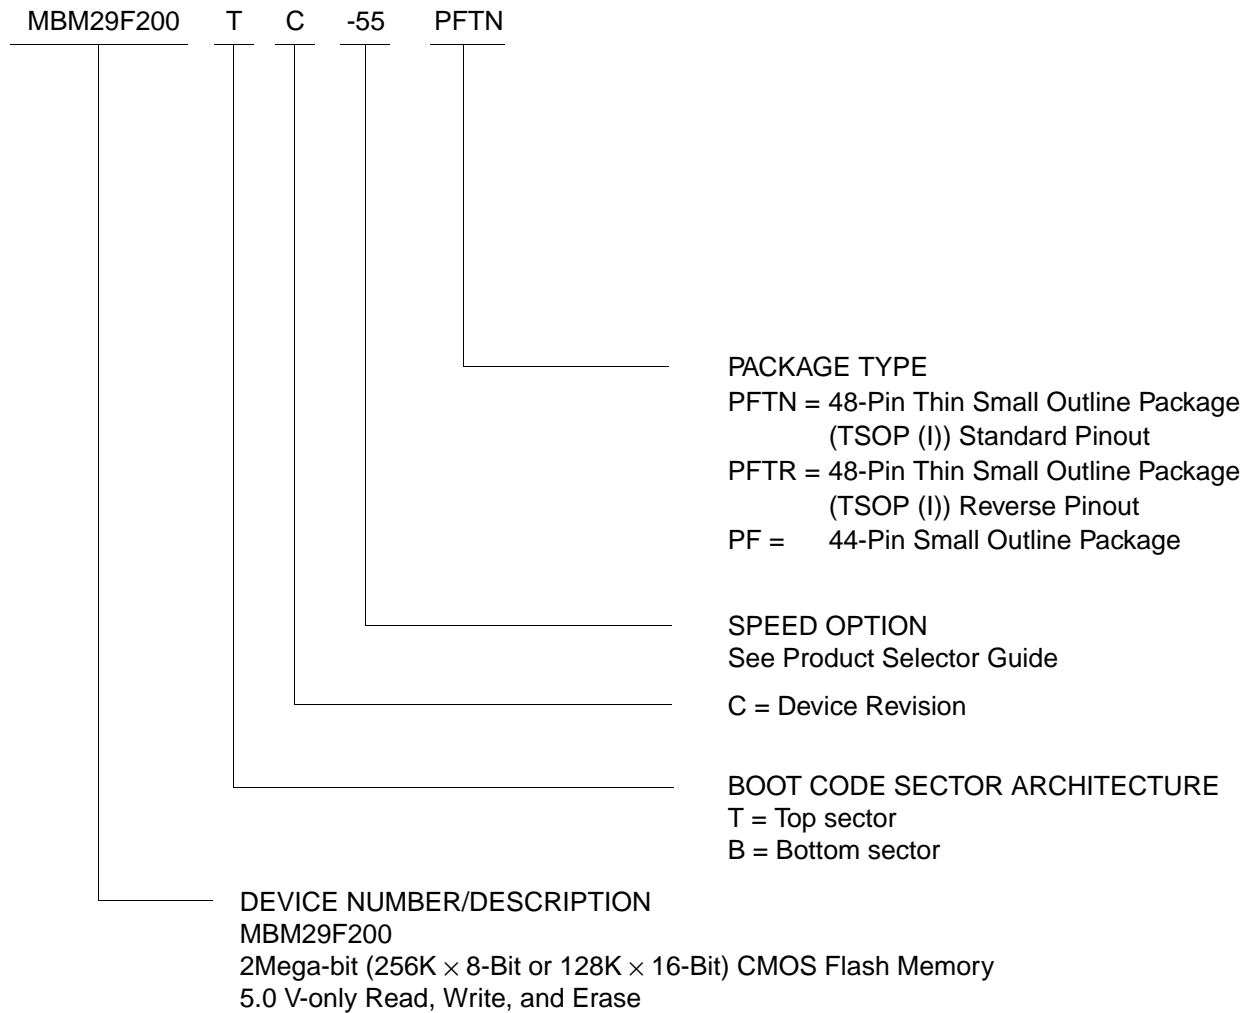 MBM29F200 T C -55 PFTN
PACKAGE TYPE
PFTN = 48-Pin Thin Small Outline Package
(TSOP (I)) Standard Pinout
PFTR = 48-Pin Thin Small Outline Package
(TSOP (I)) Reverse Pinout
PF = 44-Pin Small Outline Package
SPEED OPTION
See Product Selector Guide
C = Device Revision
BOOT CODE SECTOR ARCHITECTURE
T = Top sector
B = Bottom sector
DEVICE NUMBER/DESCRIPTION
MBM29F200
2Mega-bit (256K × 8-Bit or 128K × 16-Bit) CMOS Flash Memory
5.0 V-only Read, Write, and Erase